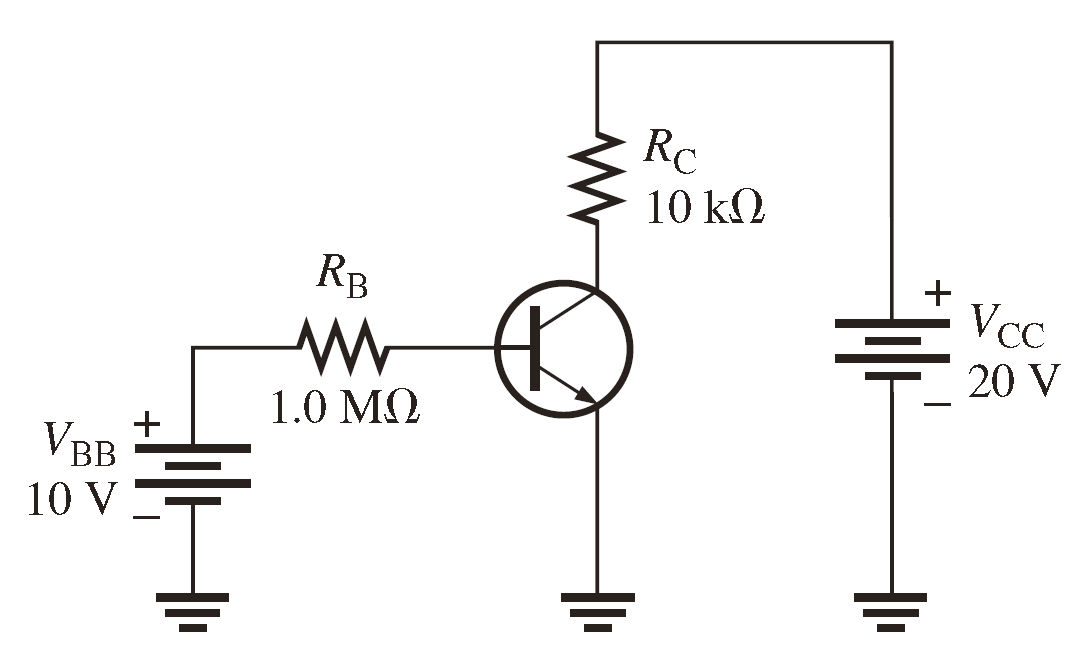 R_C
10 kΩ
R_B
1.0 MΩ
+
V_CC
20 V
−
+
V_BB
10 V
−